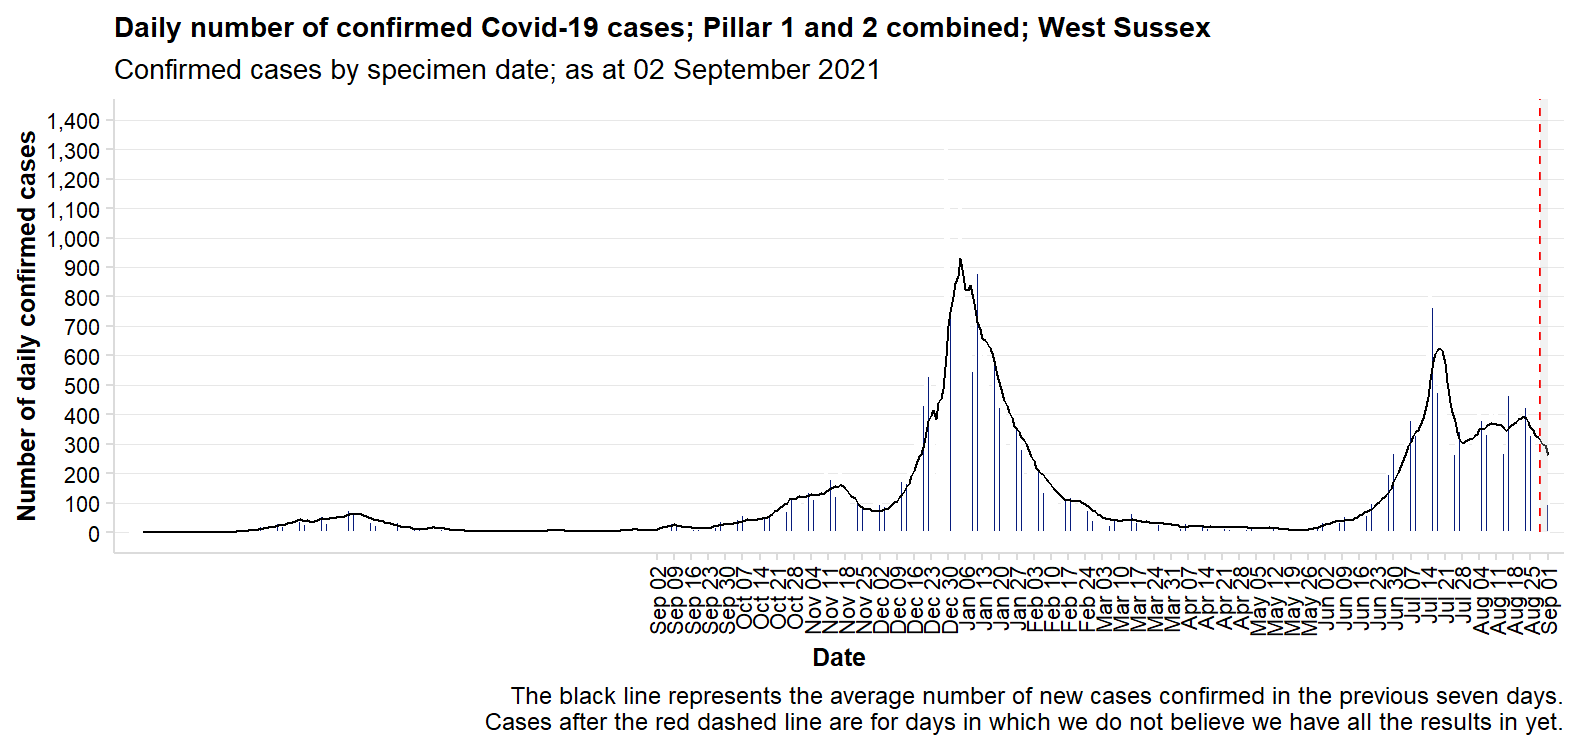 Daily number of confirmed Covid-19 cases; Pillar 1 and 2 combined; West Sussex
Confirmed cases by specimen date; as at 02 September 2021
Number of daily confirmed cases
1,400
1,300
1,200
1,100
1,000
900
800
700
600
500
400
300
200
100
0
Sep 02
Sep 09
Sep 16
Sep 23
Sep 30
Oct 07
Oct 14
Oct 21
Oct 28
Nov 04
Nov 11
Nov 18
Nov 25
Dec 02
Dec 09
Dec 16
Dec 23
Dec 30
Jan 06
Jan 13
Jan 20
Jan 27
Feb 03
Feb 10
Feb 17
Feb 24
Mar 03
Mar 10
Mar 17
Mar 24
Mar 31
Apr 07
Apr 14
Apr 21
Apr 28
May 05
May 12
May 19
May 26
Jun 02
Jun 09
Jun 16
Jun 23
Jun 30
Jul 07
Jul 14
Jul 21
Jul 28
Aug 04
Aug 11
Aug 18
Aug 25
Sep 01
Date
The black line represents the average number of new cases confirmed in the previous seven days.
Cases after the red dashed line are for days in which we do not believe we have all the results in yet.